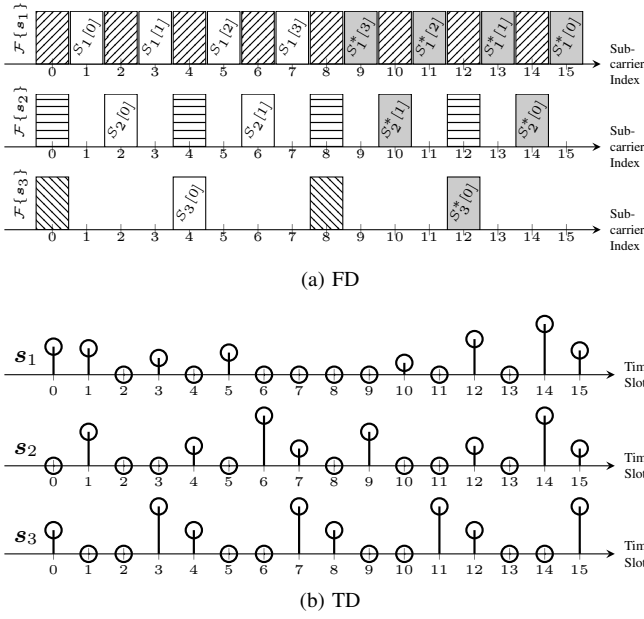 F{s1} S1[0] S1[1] S1[2] S1[3] S1*[3] S1*[2] S1*[1] S1*[0]
0 1 2 3 4 5 6 7 8 9 10 11 12 13 14 15
Sub-
carrier
Index
F{s2} S2[0] S2[1] S2*[1] S2*[0]
0 1 2 3 4 5 6 7 8 9 10 11 12 13 14 15
Sub-
carrier
Index
F{s3} S3[0] S3*[0]
0 1 2 3 4 5 6 7 8 9 10 11 12 13 14 15
Sub-
carrier
Index
(a) FD
s1
0 1 2 3 4 5 6 7 8 9 10 11 12 13 14 15
Tim
Slot
s2
0 1 2 3 4 5 6 7 8 9 10 11 12 13 14 15
Tim
Slot
s3
0 1 2 3 4 5 6 7 8 9 10 11 12 13 14 15
Tim
Slot
(b) TD